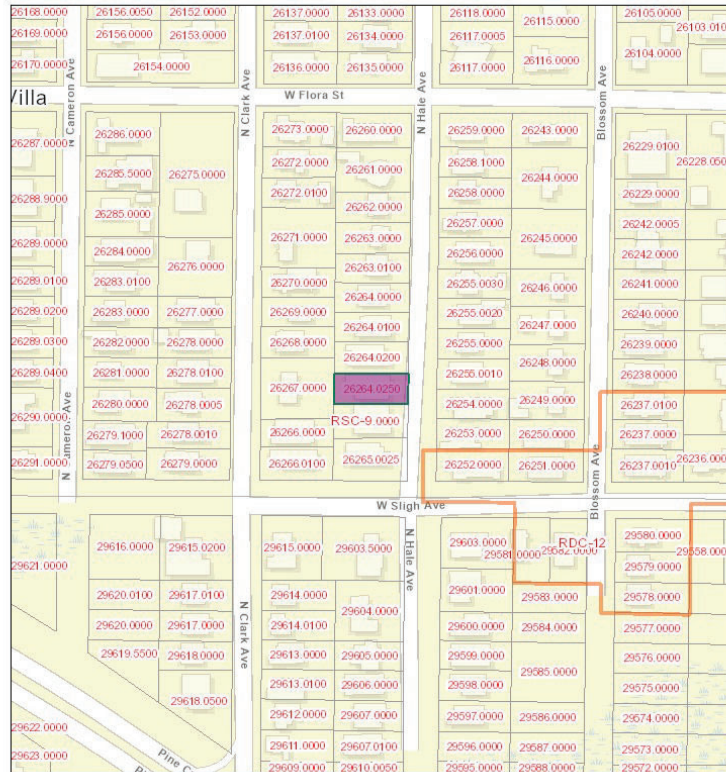 26168.0000 26156.0050 26152.0000 26137.0000 26133.0000 26118.0000 26115.0000 26105.0000
26169.0000 26156.0000 26153.0000 26137.0100 26134.0000 26117.0005 26103.010
26170.0000 26154.0000 26136.0000 26135.0000 26117.0000 26116.0000 26104.0000
N Cameron Ave
N Clark Ave
N Hale Ave
Blossom Ave
W Flora St
Villa
26287.0000 26286.0000 26273.0000 26260.0000 26259.0000 26243.0000 26229.0100
26285.5000 26275.0000 26272.0000 26261.0000 26258.1000 26244.0000 26228.050
26288.9000 26285.0000 26272.0100 26262.0000 26258.0000 26229.0000
26289.0000 26284.0000 26271.0000 26263.0000 26257.0000 26245.0000 26242.0005
26289.0100 26283.0100 26276.0000 26263.0100 26256.0000 26242.0000
26289.0200 26283.0000 26277.0000 26270.0000 26264.0000 26255.0030 26246.0000 26241.0000
26289.0300 26282.0000 26278.0000 26269.0000 26264.0100 26255.0020 26247.0000 26240.0000
26289.0400 26281.0000 26278.0100 26268.0000 26264.0200 26255.0000 26248.0000 26239.0000
26290.0000 26280.0000 26278.0005 26267.0000 26264.0250 26255.0010 26249.0000 26238.0000
RSC-9.0000
26254.0000 26237.0100
26279.1000 26278.0010 26266.0000 26253.0000 26250.0000 26237.0000
26291.0000 26279.0500 26279.0000 26266.0100 26265.0025 26252.0000 26251.0000 26237.0010 26236.0000
N Cameron Ave
Blossom Ave
W Sligh Ave
N Hale Ave
N Clark Ave
RDC-12
29621.0000 29616.0000 29615.0200 29615.0000 29603.5000 29603.0000 29581.0000 29582.0000 29580.0000 29558.000
29620.0100 29617.0100 29614.0000 29604.0000 29601.0000 29583.0000 29579.0000
29620.0000 29617.0000 29614.0100 29600.0000 29584.0000 29578.0000
29619.5500 29618.0000 29613.0000 29605.0000 29599.0000 29585.0000 29577.0000
29618.0500 29613.0100 29606.0000 29598.0000 29576.0000
29622.0000 29612.0000 29607.0000 29597.0000 29586.0000 29575.0000
29623.0000 29611.0000 29607.0100 29596.0000 29587.0000 29574.0000
29609.0000 29610.0050 29595.0000 29588.0000 29573.0000
29572.0000
Pine C